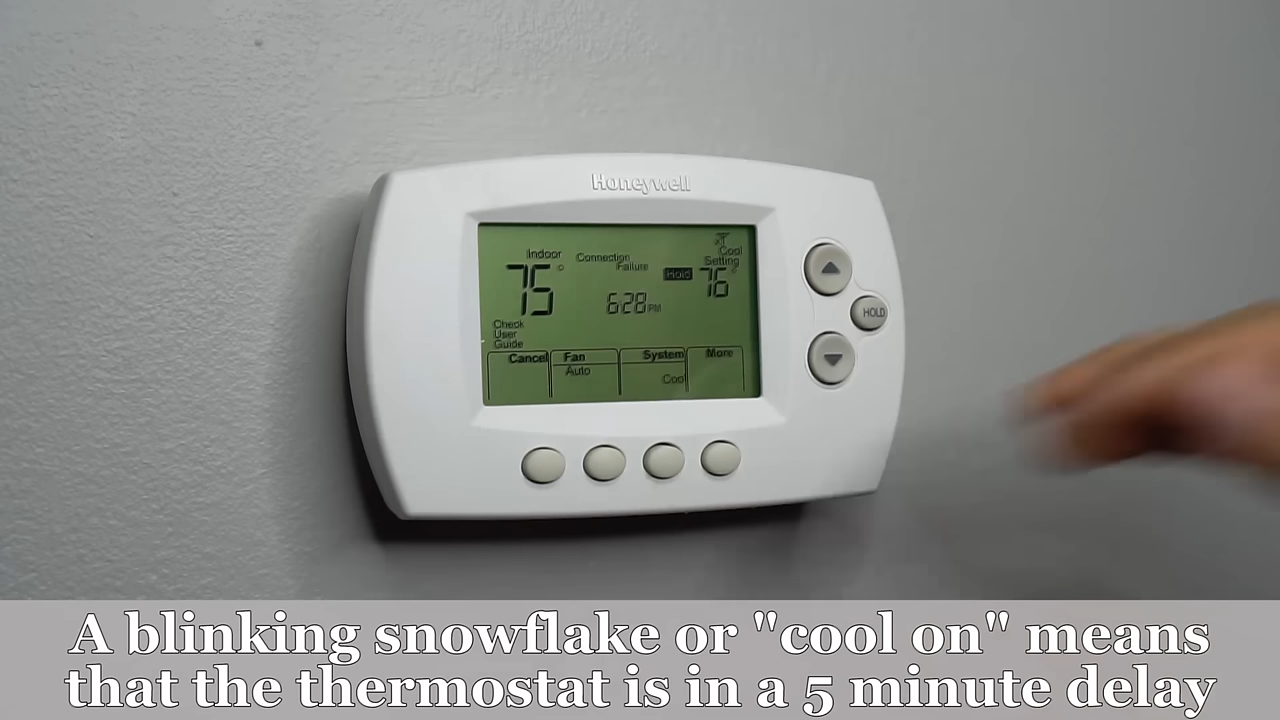 Honeywell
Indoor
75°
Connection
Failure
Hold
Cool
Setting
76°
6:28 PM
Check
User
Guide
Cancel
Fan
Auto
System
Cool
More
HOLD
A blinking snowflake or "cool on" means
that the thermostat is in a 5 minute delay